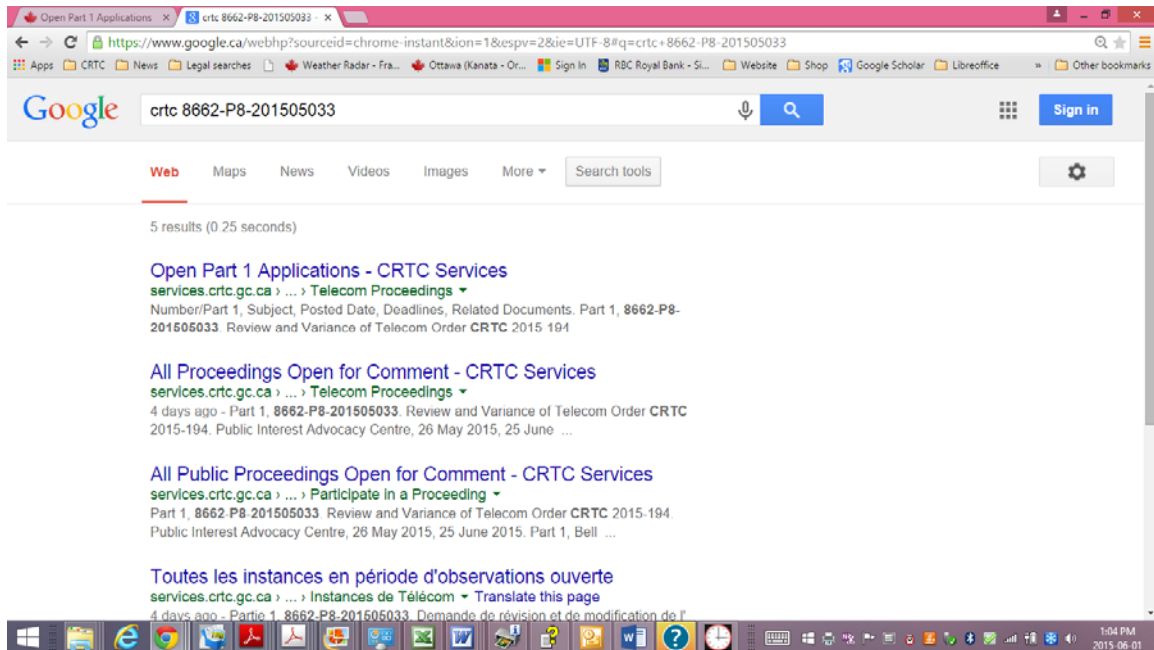 Open Part 1 Applications ×
crtc 8662-P8-201505033 - ×
https://www.google.ca/webhp?sourceid=chrome-instant&ion=1&espv=2&ie=UTF-8#q=crtc+8662-P8-201505033
Apps CRTC News Legal searches Weather Radar - Fra... Ottawa (Kanata - Or... Sign In RBC Royal Bank - Si... Website Shop Google Scholar Libreoffice » Other bookmarks
Google crtc 8662-P8-201505033 Sign in
Web Maps News Videos Images More Search tools
5 results (0.25 seconds)
Open Part 1 Applications - CRTC Services
services.crtc.gc.ca › ... › Telecom Proceedings
Number/Part 1, Subject, Posted Date, Deadlines, Related Documents. Part 1, 8662-P8-
201505033. Review and Variance of Telecom Order CRTC 2015-194
All Proceedings Open for Comment - CRTC Services
services.crtc.gc.ca › ... › Telecom Proceedings
4 days ago - Part 1, 8662-P8-201505033. Review and Variance of Telecom Order CRTC
2015-194. Public Interest Advocacy Centre, 26 May 2015, 25 June ...
All Public Proceedings Open for Comment - CRTC Services
services.crtc.gc.ca › ... › Participate in a Proceeding
Part 1, 8662-P8-201505033. Review and Variance of Telecom Order CRTC 2015-194.
Public Interest Advocacy Centre, 26 May 2015, 25 June 2015. Part 1, Bell ...
Toutes les instances en période d'observations ouverte
services.crtc.gc.ca › ... › Instances de Télécom Translate this page
4 days ago - Partie 1, 8662-P8-201505033. Demande de révision et de modification de l'
1:04 PM
2015-06-01